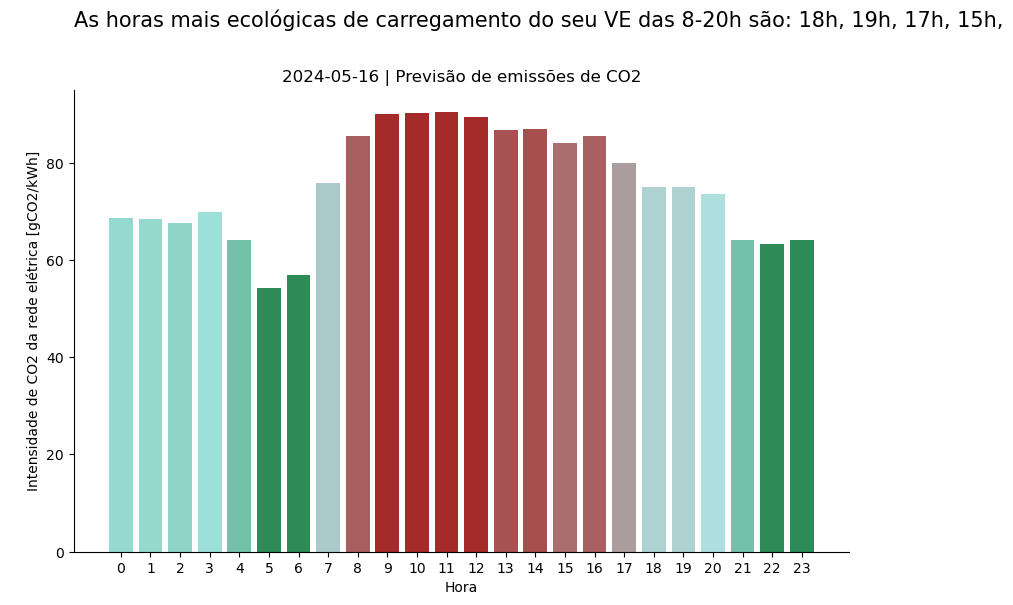 As horas mais ecológicas de carregamento do seu VE das 8-20h são: 18h, 19h, 17h, 15h,
2024-05-16 | Previsão de emissões de CO2
Intensidade de CO2 da rede elétrica [gCO2/kWh]
80
60
40
20
0
0 1 2 3 4 5 6 7 8 9 10 11 12 13 14 15 16 17 18 19 20 21 22 23
Hora